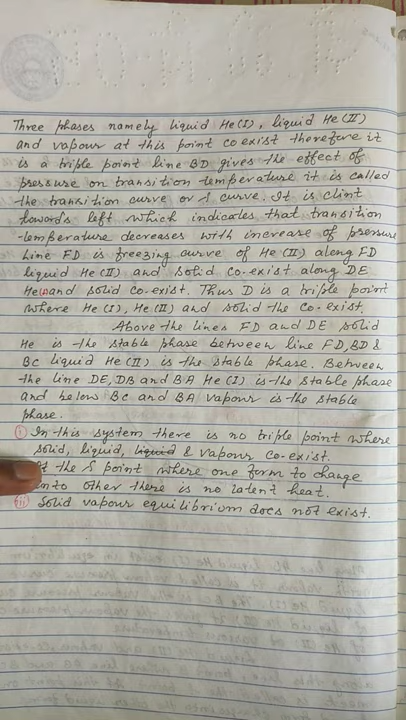 Three phases namely liquid He(I), liquid He(II)
and vapour at this point co exist therefore it
is a triple point line BD gives the effect of
pressure on transition temperature it is called
the transition curve or λ curve. It is clint
towards left which indicates that transition
-temperature decreases with increase of pressure
Line FD is freezing curve of He(II) along FD
liquid He(II) and solid co-exist along DE
He(I) and solid co-exist. Thus D is a triple point
where He(I), He(II) and solid the co-exist.
Above the lines FD and DE solid
He is the stable phase between line FD, BD &
BC liquid He(II) is the stable phase. Between
the line DE, DB and BA He(I) is the stable phase
and below BC and BA vapour is the stable
phase.
(i) In this system there is no triple point where
solid, liquid, liquid & vapour co-exist.
the λ point where one form to change
into other there is no latent heat.
(iii) Solid vapour equilibrium does not exist.